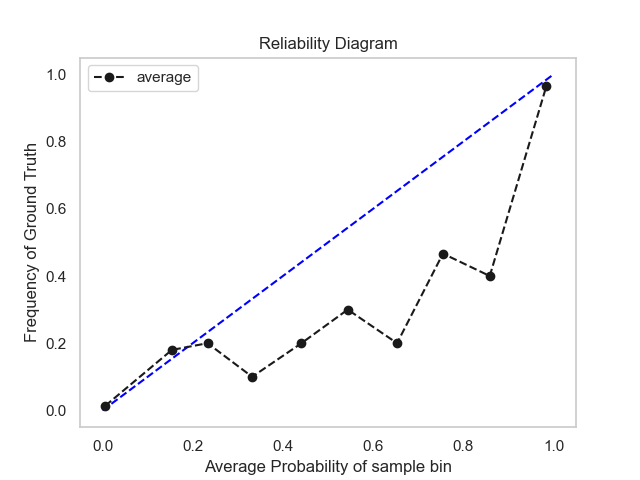 Reliability Diagram
average
Frequency of Ground Truth
1.0
0.8
0.6
0.4
0.2
0.0
0.0 0.2 0.4 0.6 0.8 1.0
Average Probability of sample bin